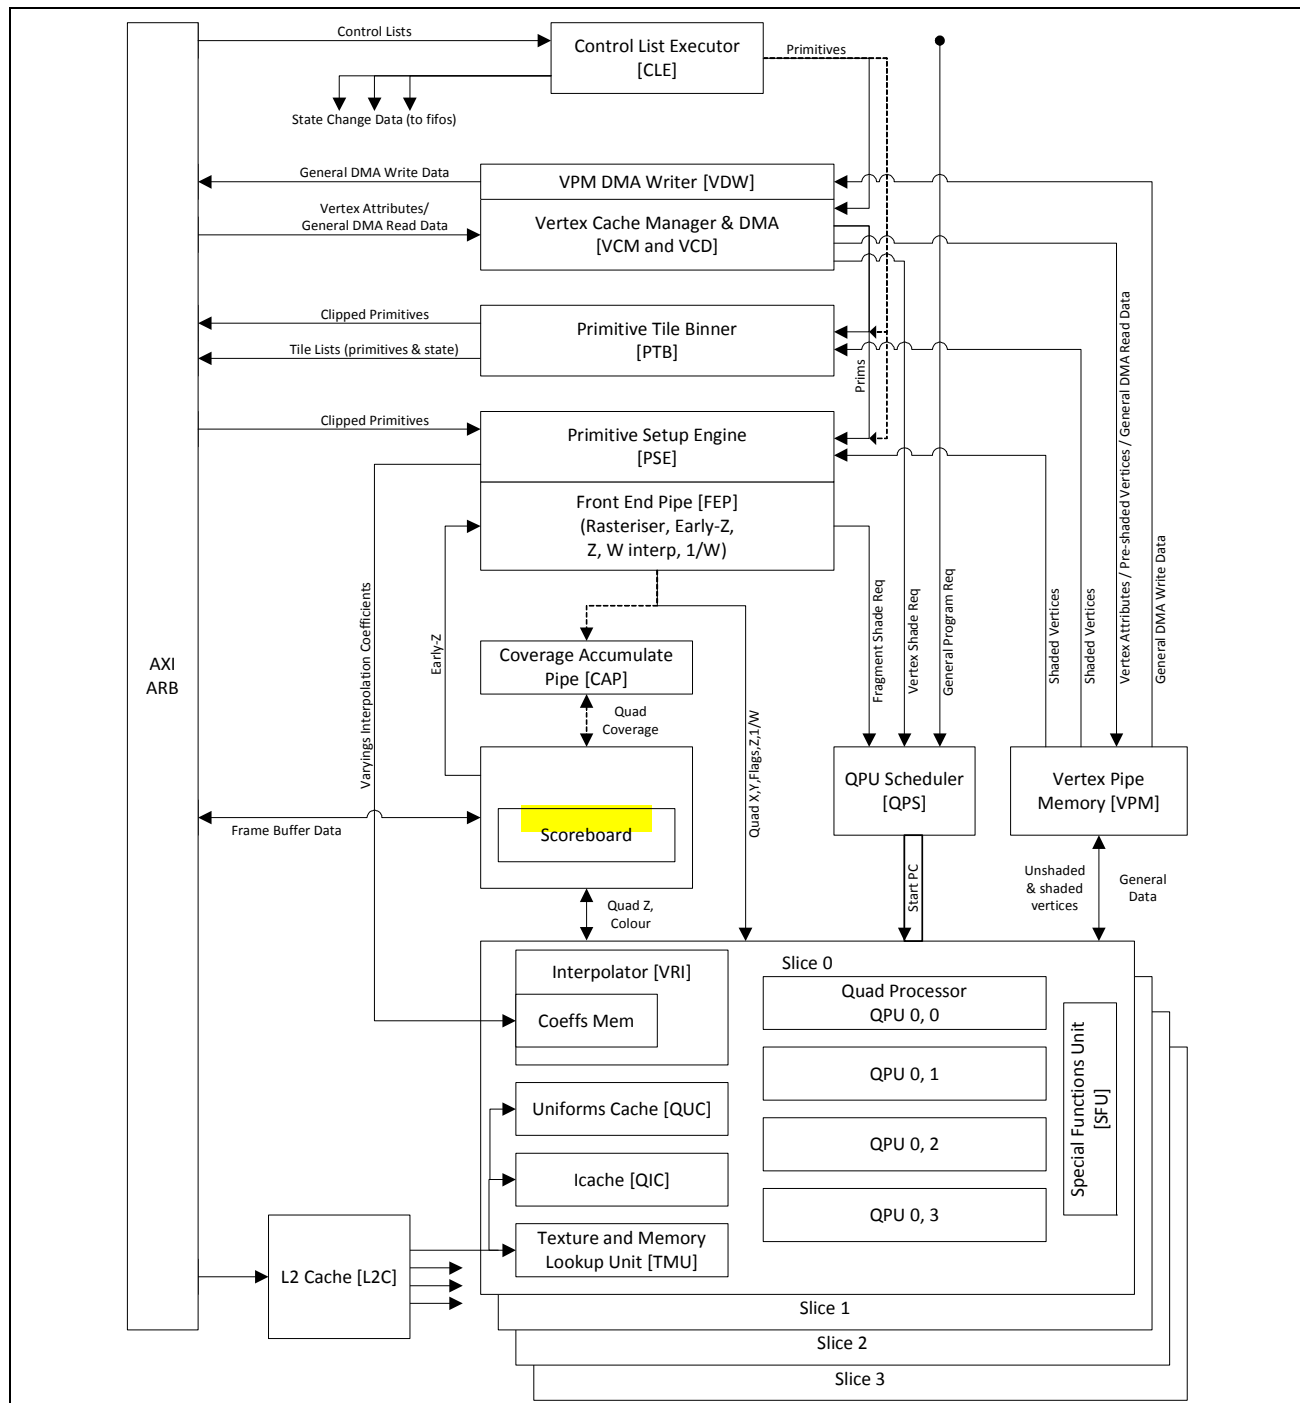 Control Lists
Control List Executor
[CLE]
Primitives
State Change Data (to fifos)
General DMA Write Data
VPM DMA Writer [VDW]
Vertex Attributes/
General DMA Read Data
Vertex Cache Manager & DMA
[VCM and VCD]
Clipped Primitives
Primitive Tile Binner
[PTB]
Tile Lists (primitives & state)
Prims
Clipped Primitives
Primitive Setup Engine
[PSE]
Front End Pipe [FEP]
(Rasteriser, Early-Z,
Z, W interp, 1/W)
Varyings Interpolation Coefficients
Early-Z
Fragment Shade Req
Vertex Shade Req
General Program Req
Shaded Vertices
Shaded Vertices
Vertex Attributes / Pre-shaded Vertices / General DMA Read Data
General DMA Write Data
AXI
ARB
Coverage Accumulate
Pipe [CAP]
Quad
Coverage
Quad X,Y,Flags,Z,1/W
QPU Scheduler
[QPS]
Vertex Pipe
Memory [VPM]
Scoreboard
Frame Buffer Data
Start PC
Unshaded
& shaded
vertices
General
Data
Quad Z,
Colour
Slice 0
Interpolator [VRI]
Coeffs Mem
Quad Processor
QPU 0, 0
QPU 0, 1
QPU 0, 2
QPU 0, 3
Special Functions Unit
[SFU]
Uniforms Cache [QUC]
Icache [QIC]
Texture and Memory
Lookup Unit [TMU]
L2 Cache [L2C]
Slice 1
Slice 2
Slice 3